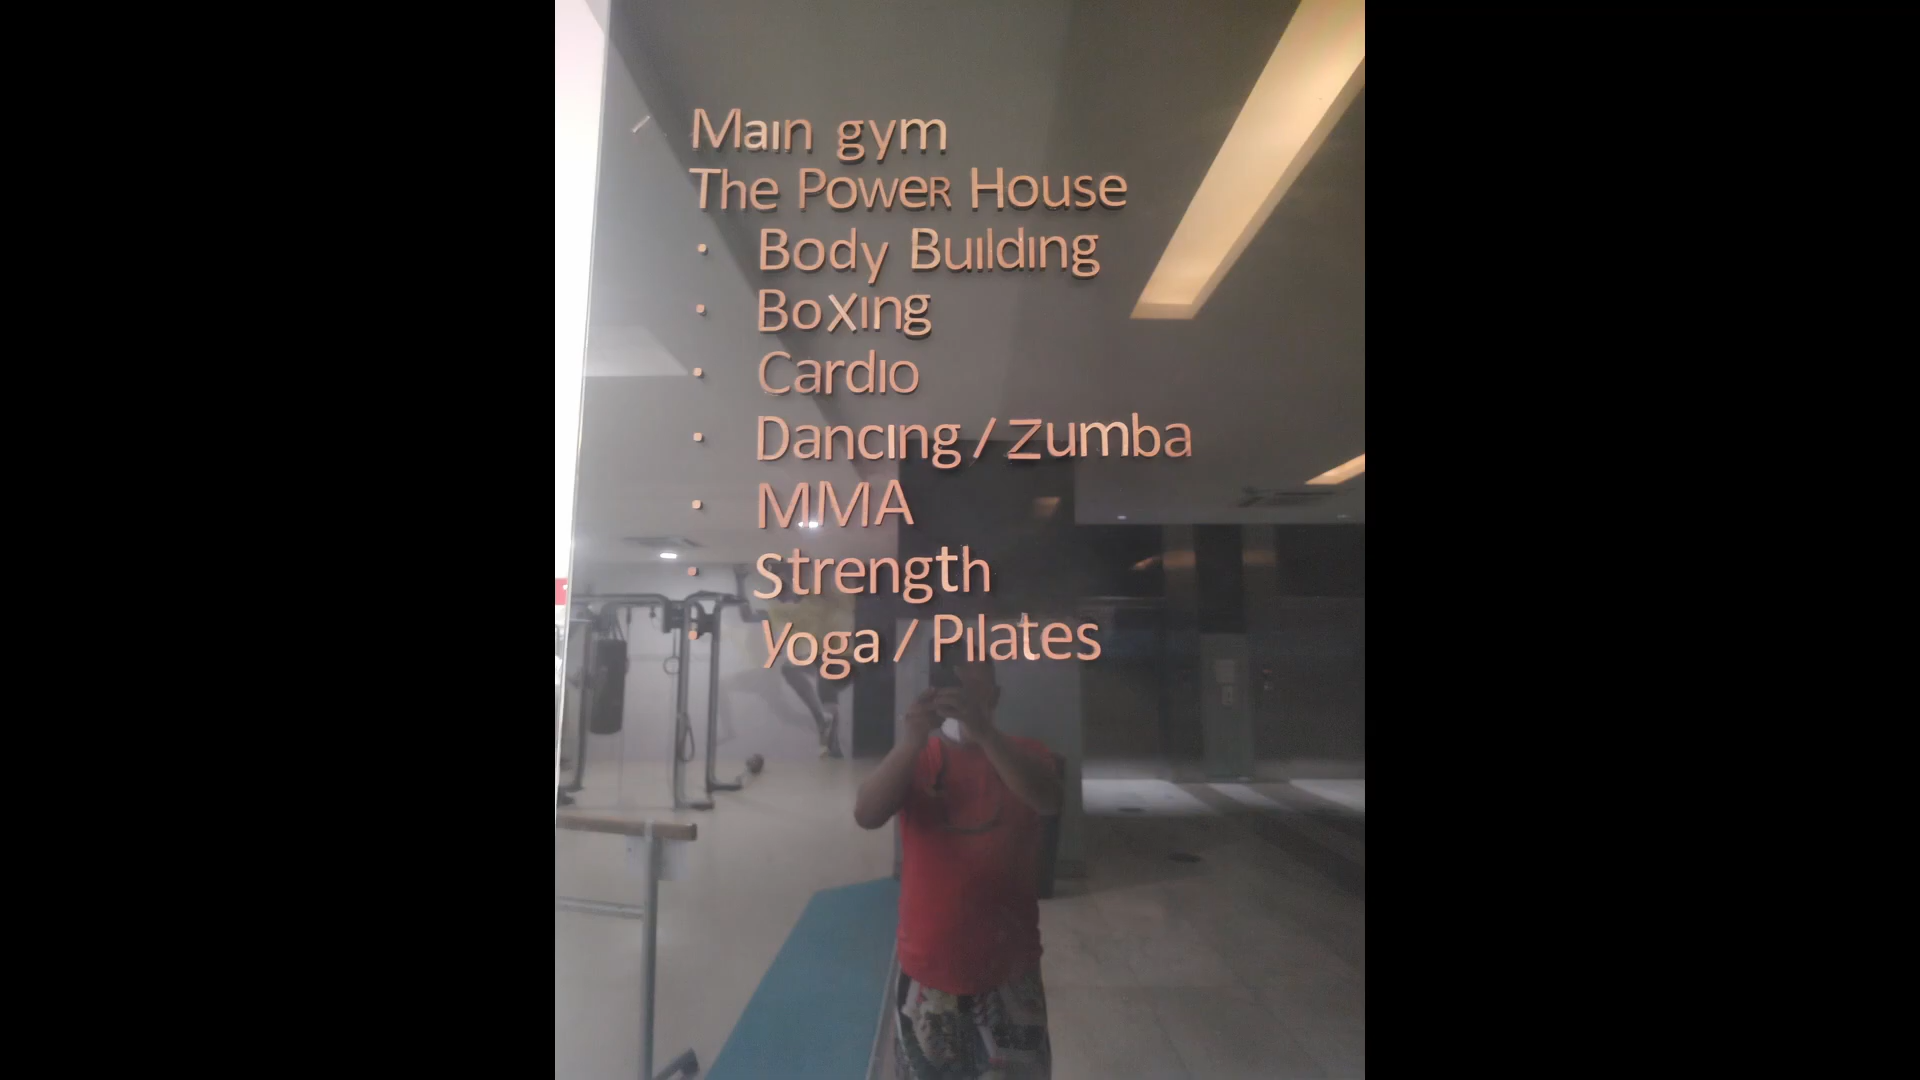 Main gym
The Power House
• Body Building
• Boxing
• Cardio
• Dancing / Zumba
• MMA
• Strength
• Yoga / Pilates